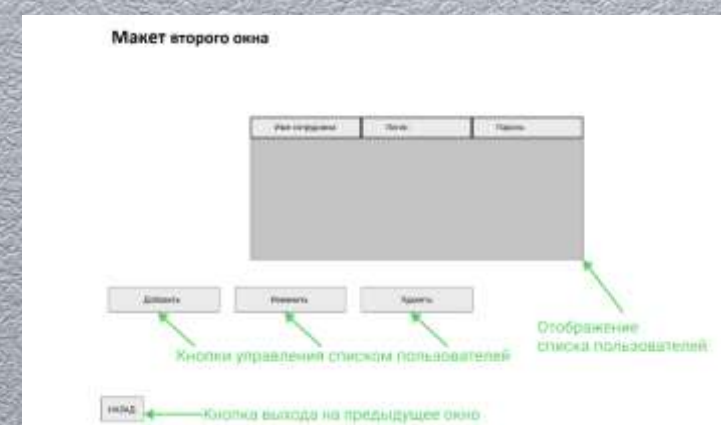 Макет второго окна
Имя сотрудника Логин Пароль
Добавить Изменить Удалить
Отображение
списка пользователей
Кнопки управления списком пользователей
НАЗАД
Кнопка выхода на предыдущее окно